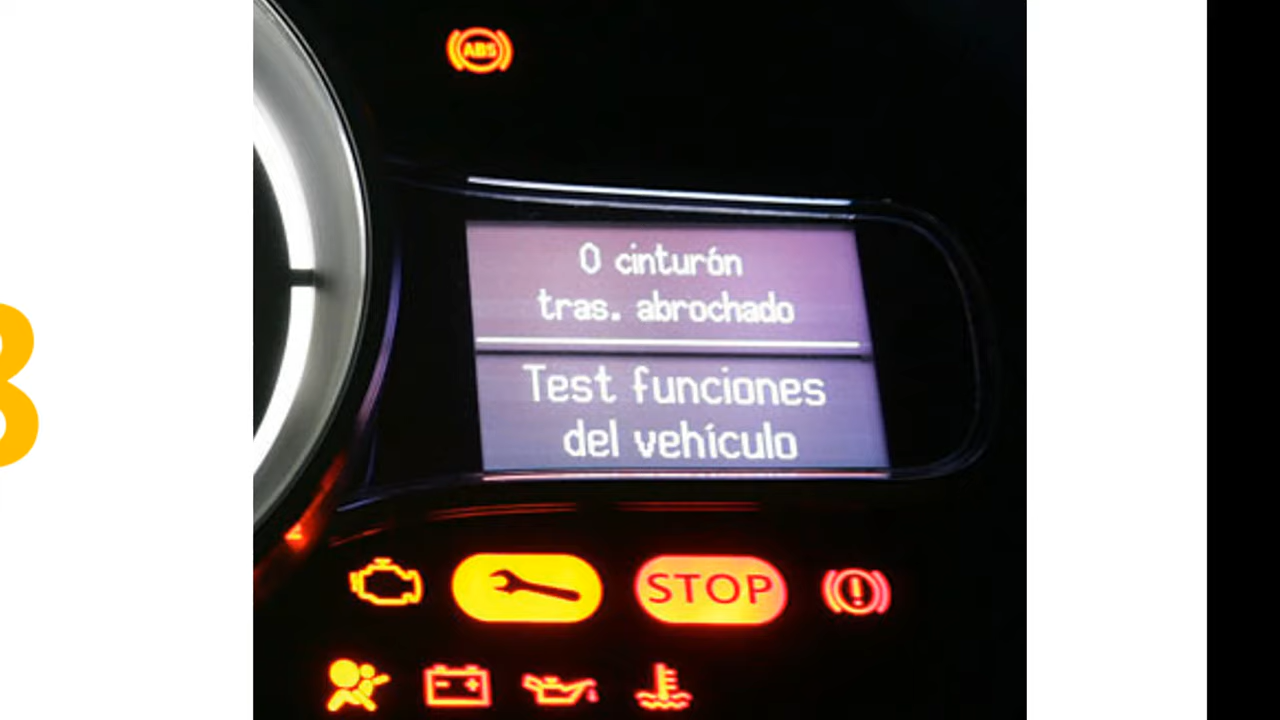 ABS
0 cinturón
tras. abrochado
Test funciones
del vehículo
STOP